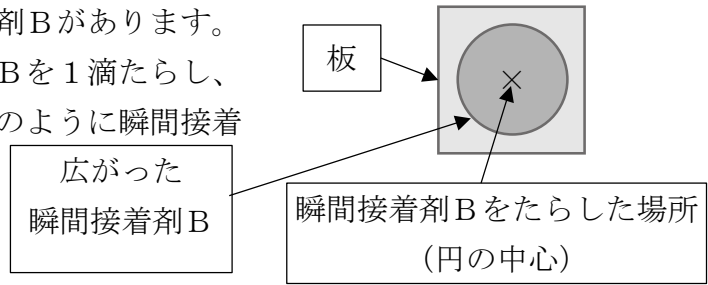 剤Bがあります。
Bを1滴たらし、
のように瞬間接着
板
広がった
瞬間接着剤B
瞬間接着剤Bをたらした場所
(円の中心)